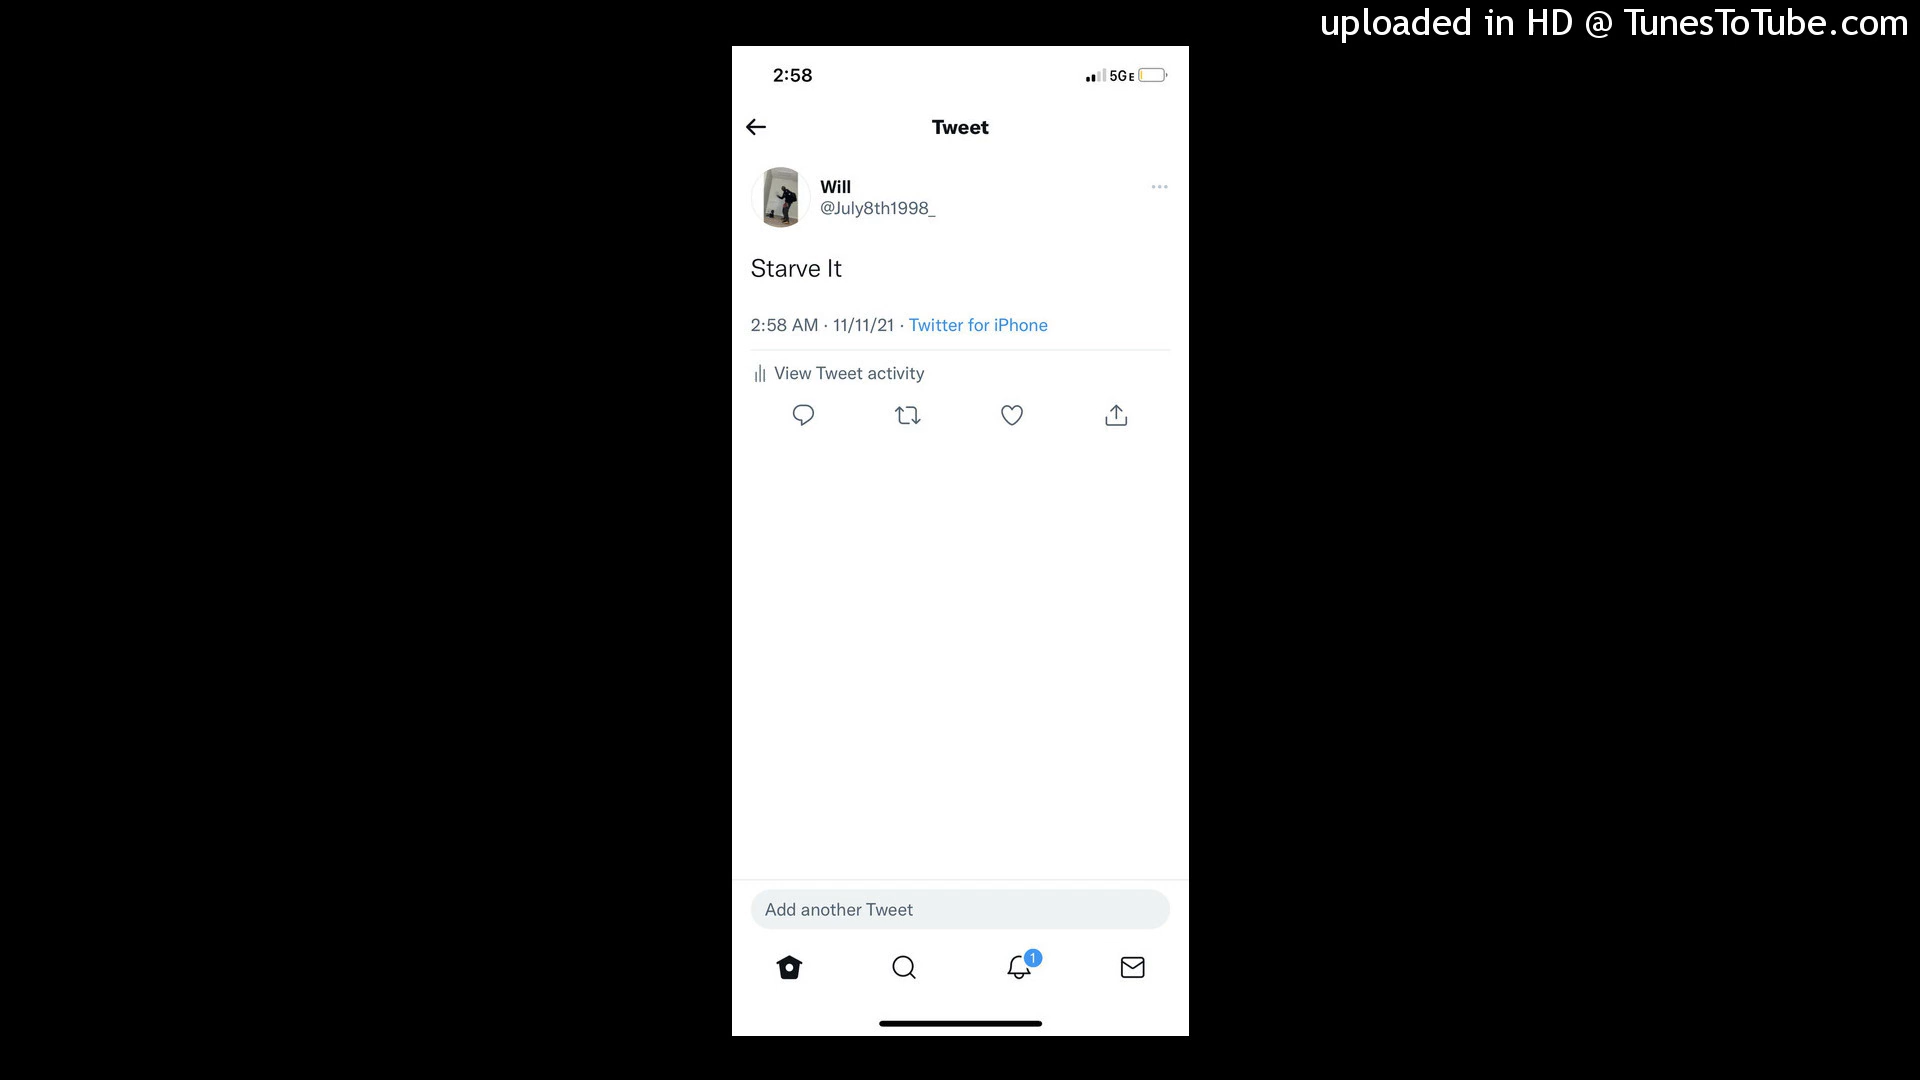 uploaded in HD @ TunesToTube.com
2:58
5GE
Tweet
Will
@July8th1998_
Starve It
2:58 AM · 11/11/21 · Twitter for iPhone
View Tweet activity
Add another Tweet
1